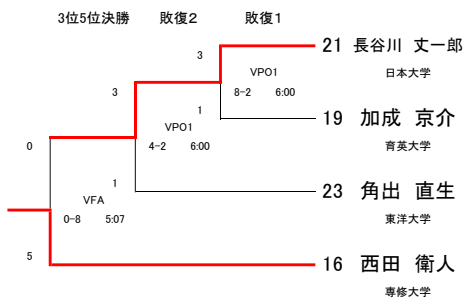 3位5位決勝 敗復2 敗復1
3 21 長谷川 丈一郎
VPO1 日本大学
3 8-2 6:00
1 19 加成 京介
VPO1
0 4-2 6:00 育英大学
1 23 角出 直生
VFA
0-8 5:07 東洋大学
5 16 西田 衛人
専修大学